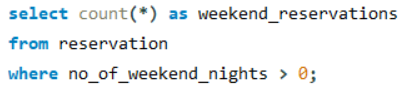 select count(*) as weekend_reservations
from reservation
where no_of_weekend_nights > 0;